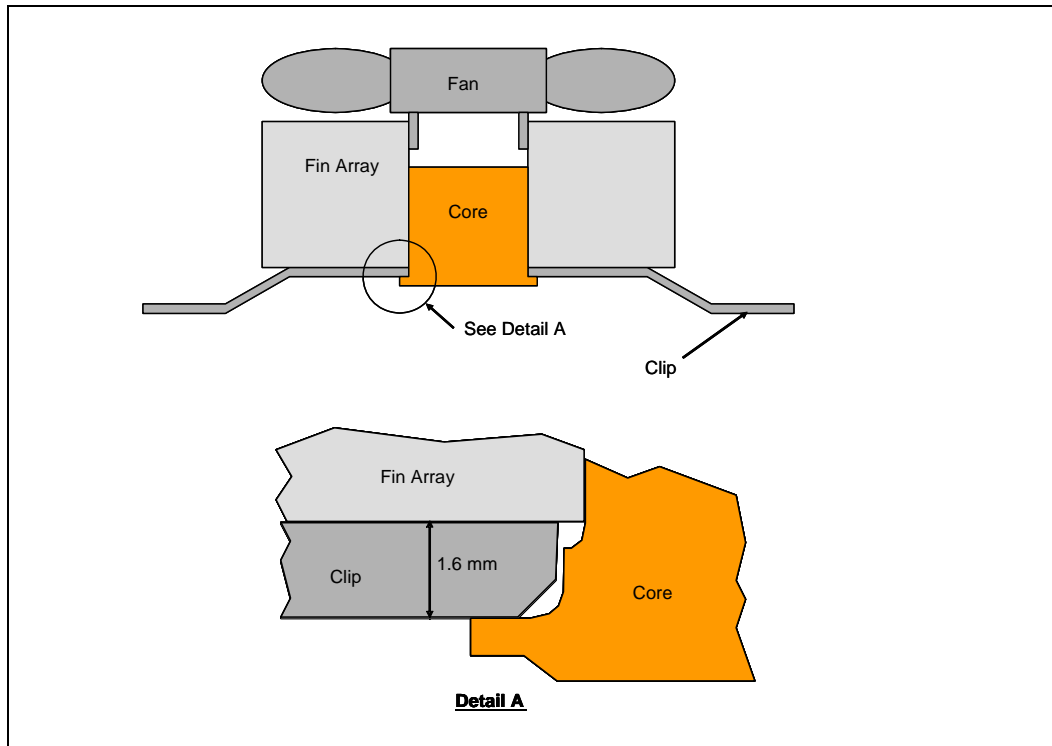 Fan
Fin Array
Core
See Detail A
Clip
Fin Array
1.6 mm
Clip
Core
Detail A